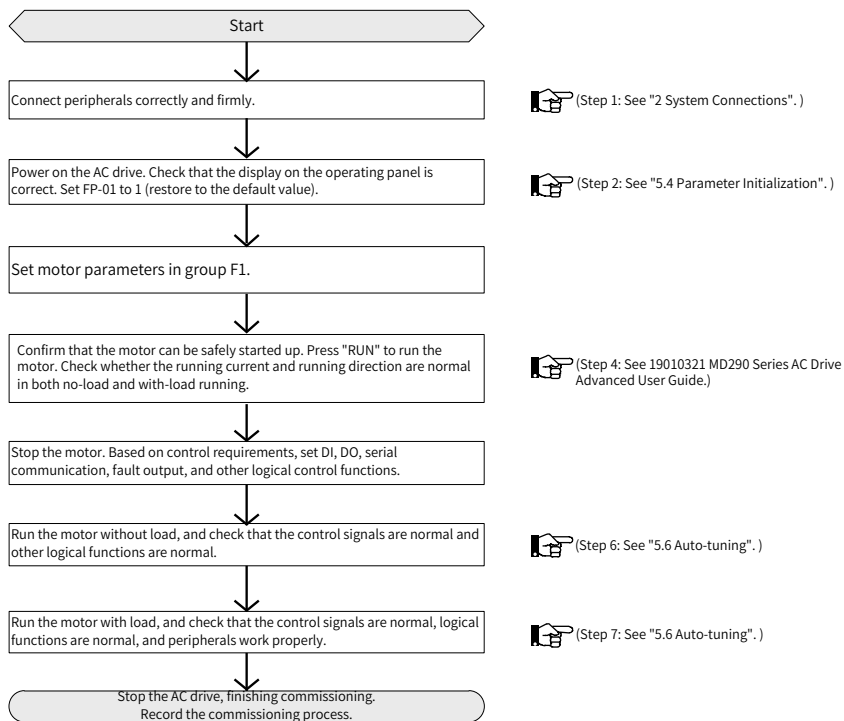 Start
Connect peripherals correctly and firmly.
(Step 1: See "2 System Connections". )
Power on the AC drive. Check that the display on the operating panel is
correct. Set FP-01 to 1 (restore to the default value).
(Step 2: See "5.4 Parameter Initialization". )
Set motor parameters in group F1.
Confirm that the motor can be safely started up. Press "RUN" to run the
motor. Check whether the running current and running direction are normal
in both no-load and with-load running.
(Step 4: See 19010321 MD290 Series AC Drive
Advanced User Guide.)
Stop the motor. Based on control requirements, set DI, DO, serial
communication, fault output, and other logical control functions.
Run the motor without load, and check that the control signals are normal and
other logical functions are normal.
(Step 6: See "5.6 Auto-tuning". )
Run the motor with load, and check that the control signals are normal, logical
functions are normal, and peripherals work properly.
(Step 7: See "5.6 Auto-tuning". )
Stop the AC drive, finishing commissioning.
Record the commissioning process.